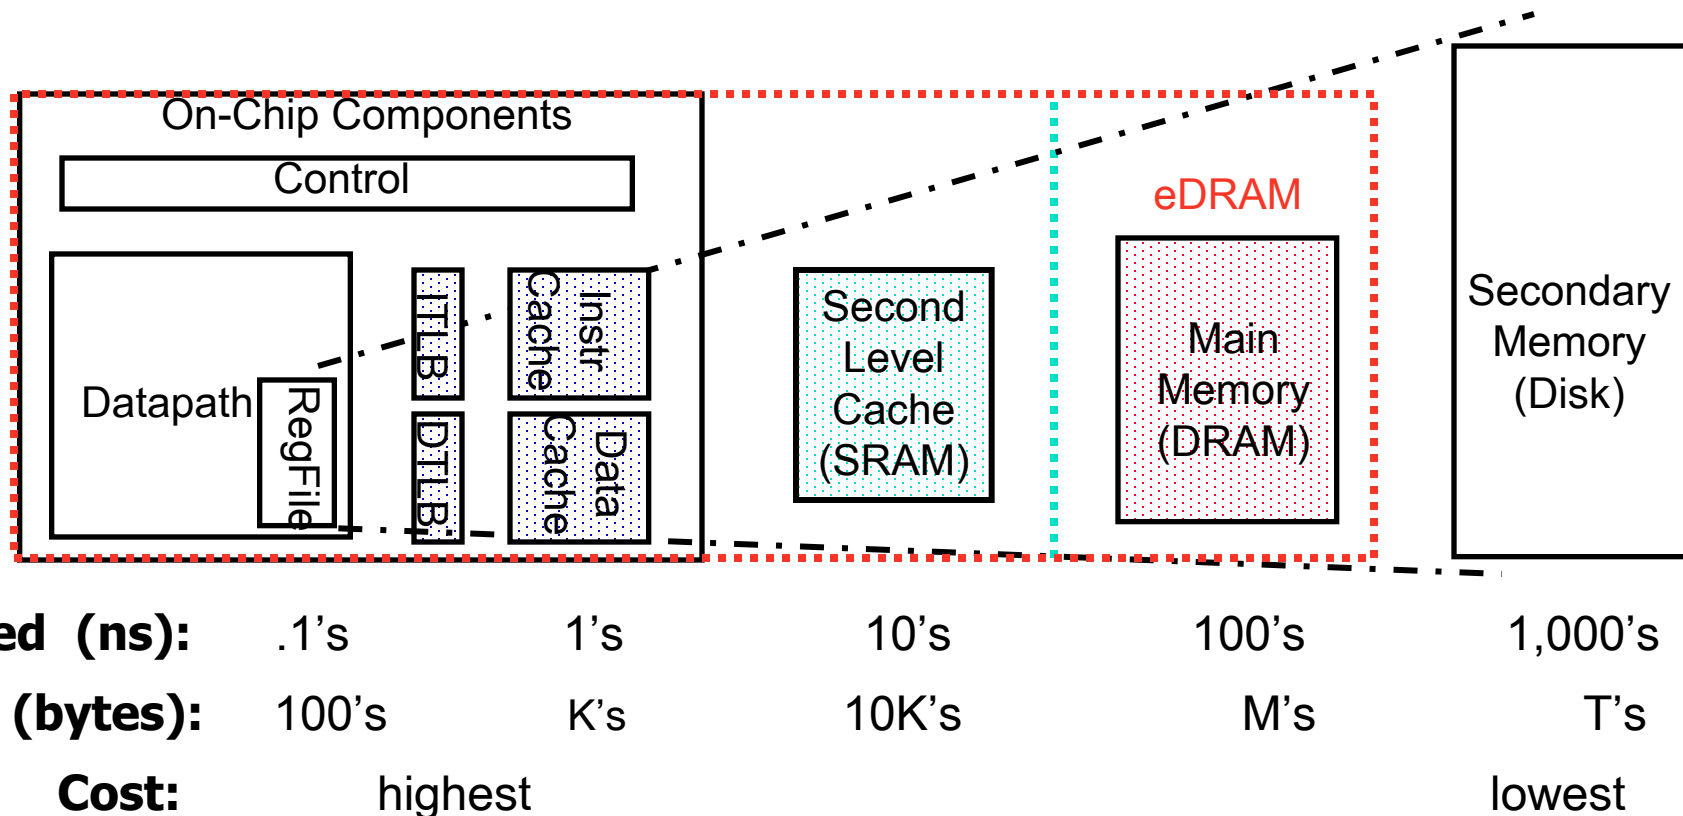 On-Chip Components
Control
eDRAM
Datapath
RegFile
ITLB
DTLB
Instr
Cache
Data
Cache
Second
Level
Cache
(SRAM)
Main
Memory
(DRAM)
Secondary
Memory
(Disk)
ed (ns): .1's 1's 10's 100's 1,000's
(bytes): 100's K's 10K's M's T's
Cost: highest lowest